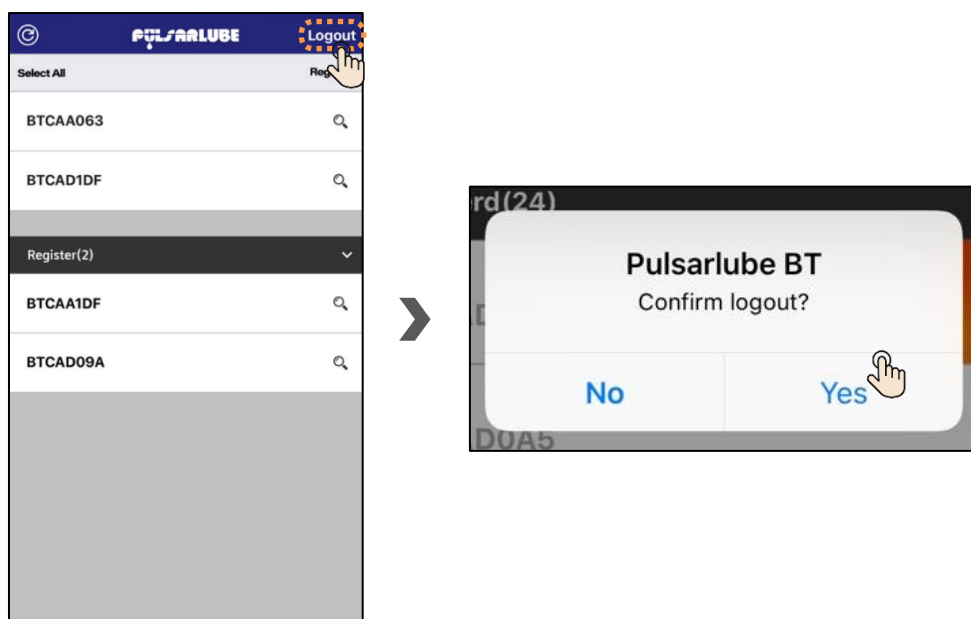 PULSARLUBE
Logout
Select All
BTCAA063
BTCAD1DF
Register(2)
BTCAA1DF
BTCAD09A
rd(24)
Pulsarlube BT
Confirm logout?
No
Yes
D0A5